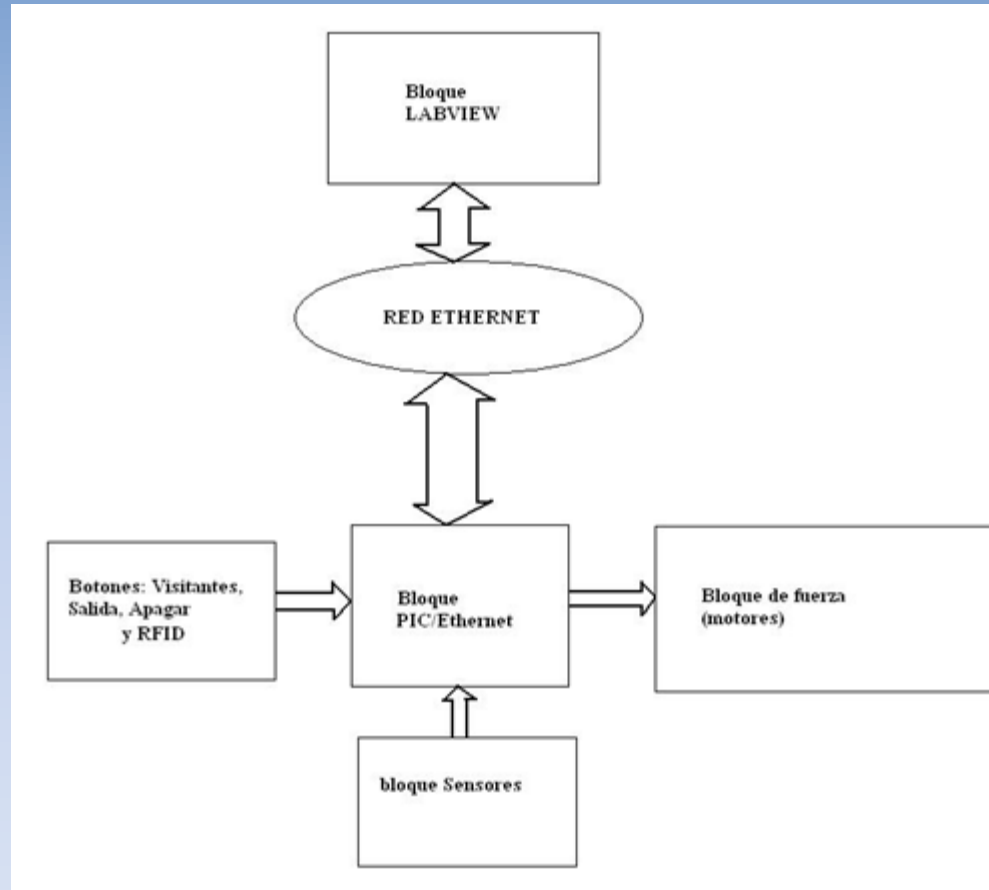 Bloque
LABVIEW
RED ETHERNET
Botones: Visitantes,
Salida, Apagar
y RFID
Bloque
PIC/Ethernet
Bloque de fuerza
(motores)
bloque Sensores